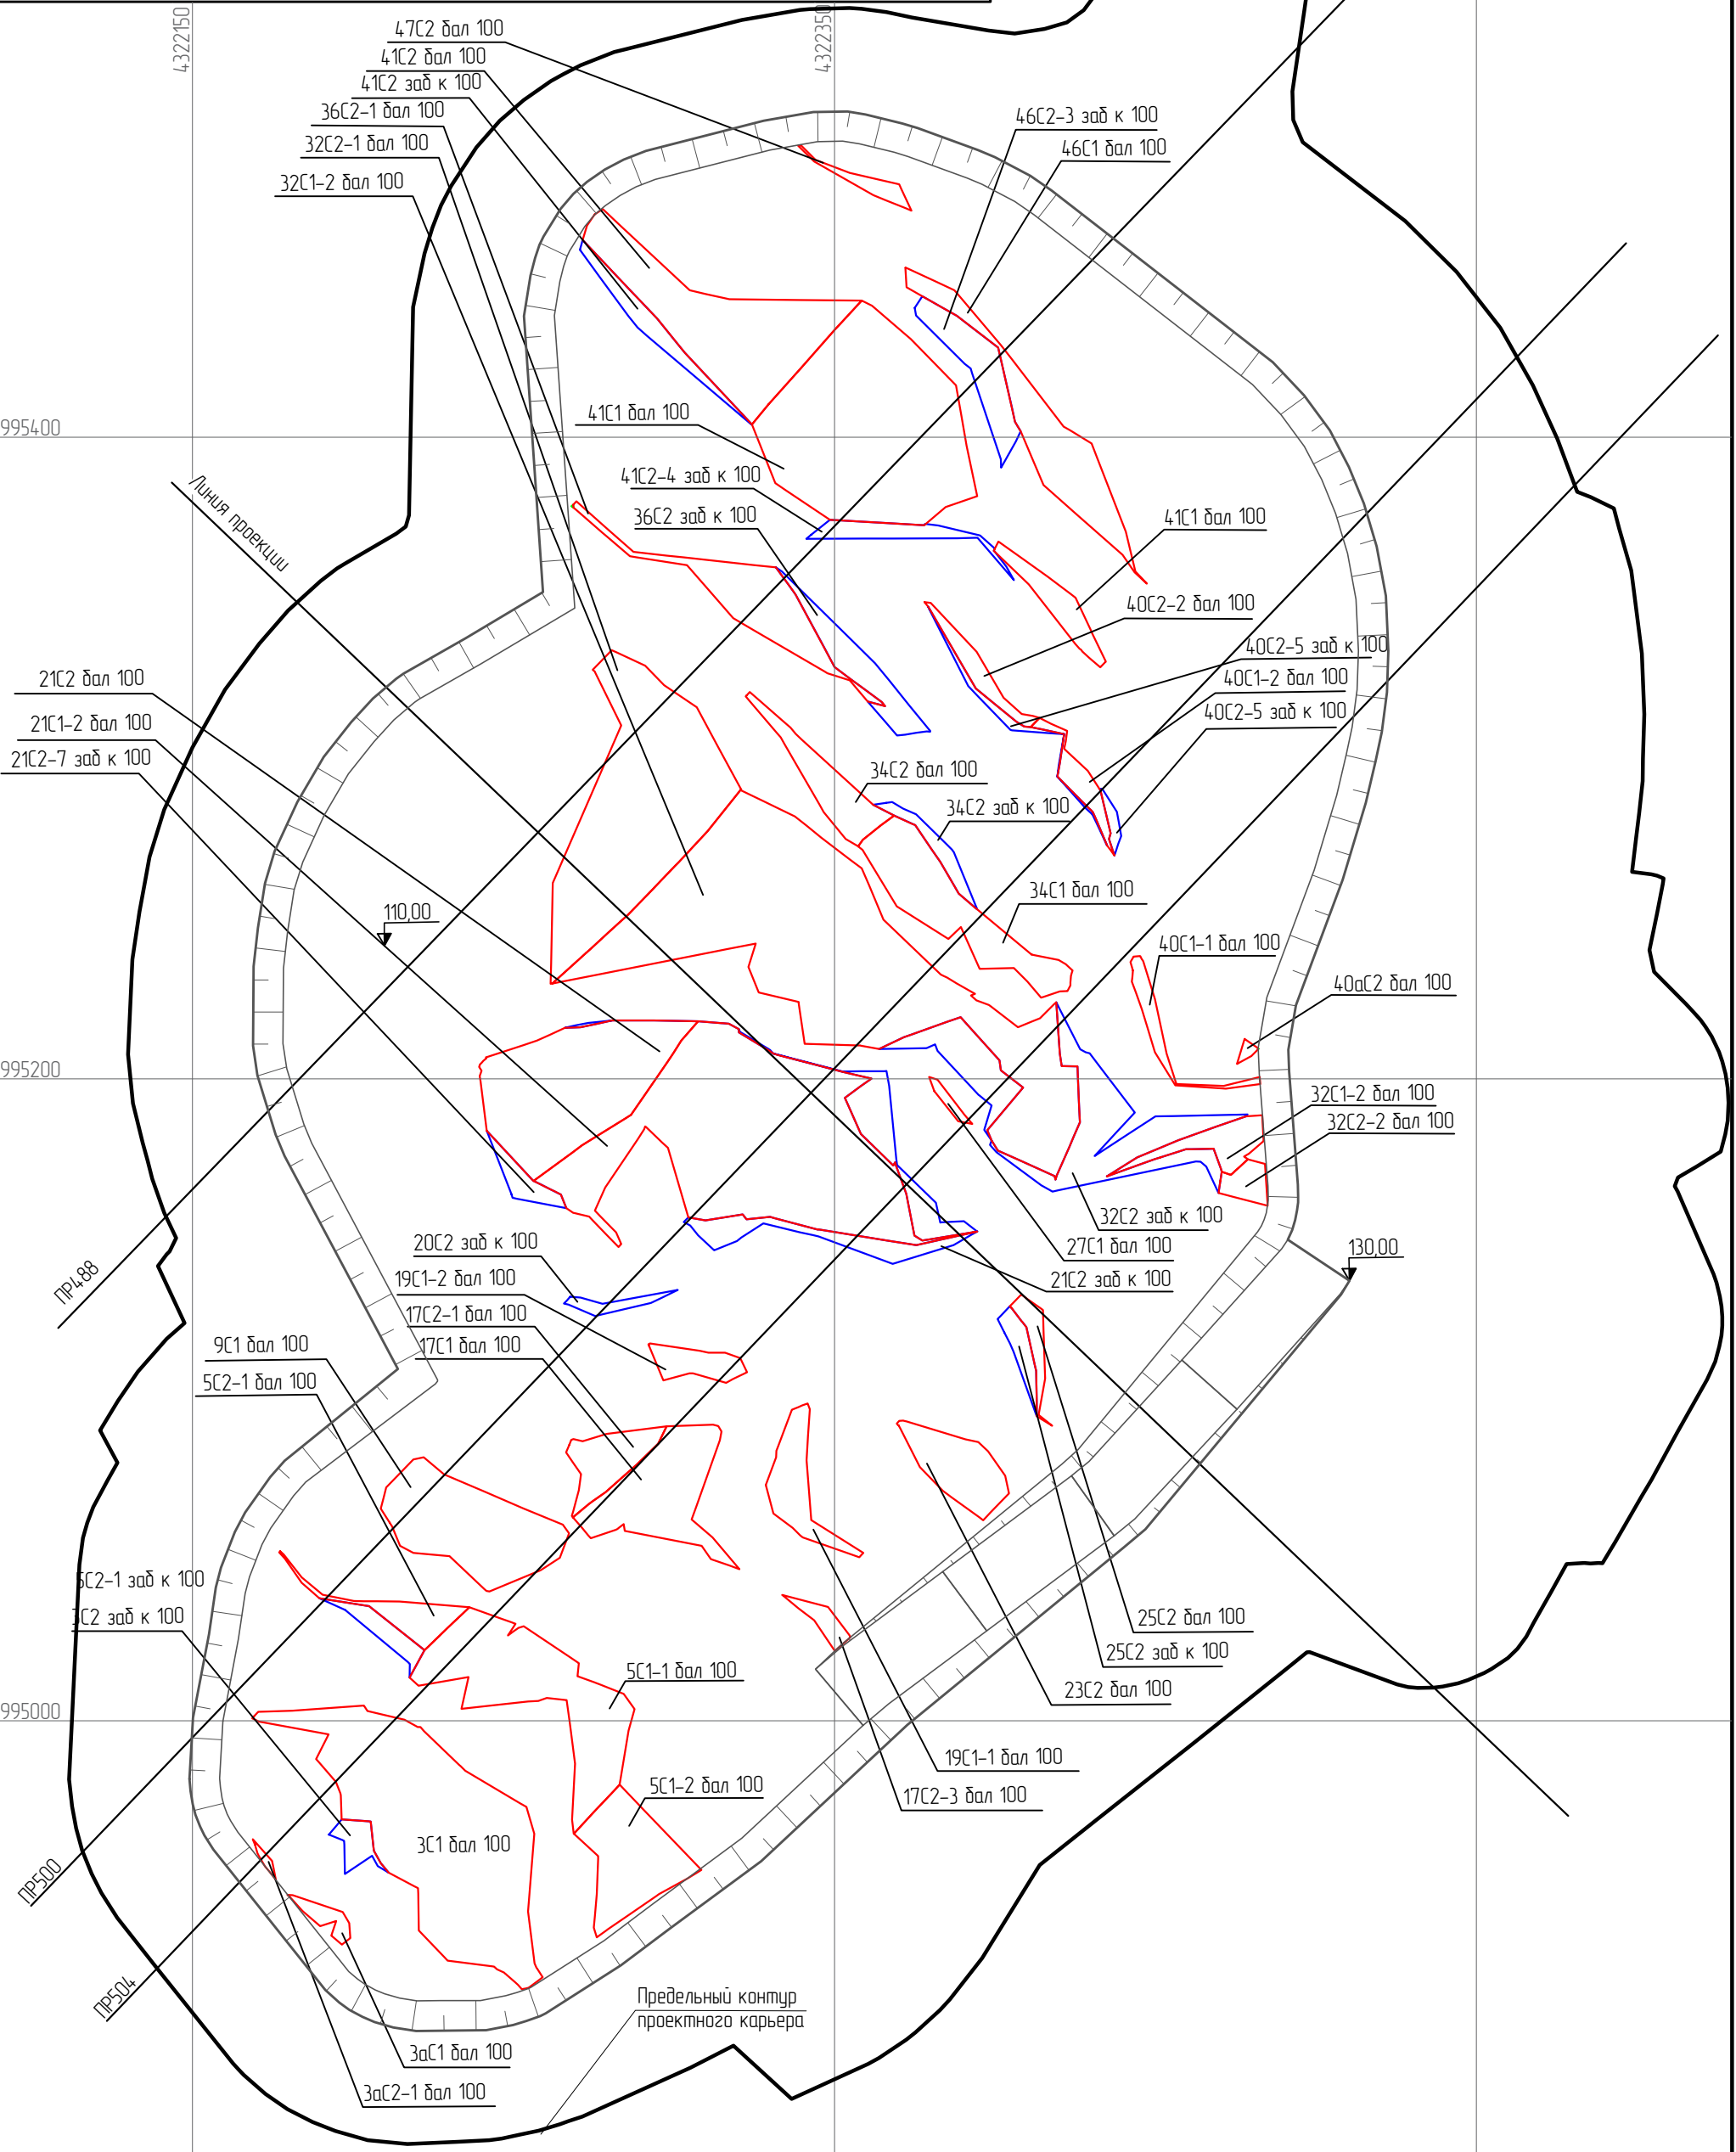 4322150
4322350
47С2 бал 100
41С2 бал 100
41С2 заб к 100
36С2-1 бал 100
32С2-1 бал 100
32С1-2 бал 100
46С2-3 заб к 100
46С1 бал 100
41С1 бал 100
995400
41С2-4 заб к 100
36С2 заб к 100
Линия проекции
41С1 бал 100
40С2-2 бал 100
40С2-5 заб к 100
40С1-2 бал 100
40С2-5 заб к 100
21С2 бал 100
21С1-2 бал 100
21С2-7 заб к 100
34С2 бал 100
34С2 заб к 100
34С1 бал 100
110,00
40С1-1 бал 100
40аС2 бал 100
995200
32С1-2 бал 100
32С2-2 бал 100
32С2 заб к 100
27С1 бал 100
21С2 заб к 100
130,00
20С2 заб к 100
19С1-2 бал 100
17С2-1 бал 100
17С1 бал 100
ПР488
9С1 бал 100
5С2-1 бал 100
5С2-1 заб к 100
3С2 заб к 100
25С2 бал 100
25С2 заб к 100
23С2 бал 100
5С1-1 бал 100
995000
19С1-1 бал 100
17С2-3 бал 100
5С1-2 бал 100
3С1 бал 100
ПР500
ПР504
Предельный контур
проектного карьера
3аС1 бал 100
3аС2-1 бал 100